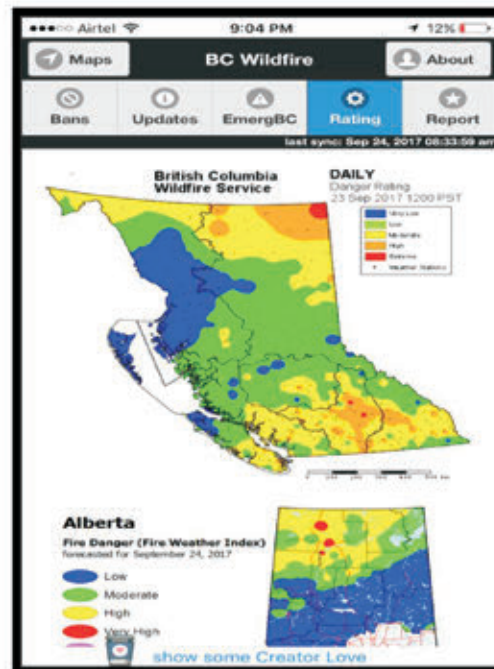 Airtel 9:04 PM 12%
Maps BC Wildfire About
Bans Updates EmergBC Rating Report
last sync: Sep 24, 2017 08:33:59 am
British Columbia
Wildfire Service
DAILY
Danger Rating
23 Sep 2017 1200 PST
Very Low
Low
Moderate
High
Extreme
Weather Stations
Alberta
Fire Danger (Fire Weather Index)
forecasted for September 24, 2017
Low
Moderate
High
Very High
show some Creator Love